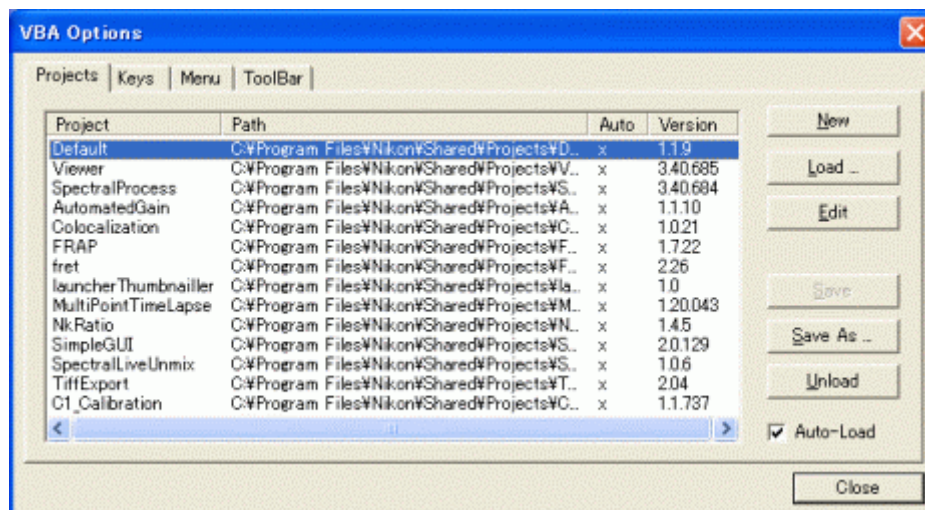 VBA Options
Projects Keys Menu ToolBar
Project Path Auto Version
Default C:¥Program Files¥Nikon¥Shared¥Projects¥D... x 1.1.9
Viewer C:¥Program Files¥Nikon¥Shared¥Projects¥V... x 3.40.685
SpectralProcess C:¥Program Files¥Nikon¥Shared¥Projects¥S... x 3.40.684
AutomatedGain C:¥Program Files¥Nikon¥Shared¥Projects¥A... x 1.1.10
Colocalization C:¥Program Files¥Nikon¥Shared¥Projects¥C... x 1.0.21
FRAP C:¥Program Files¥Nikon¥Shared¥Projects¥F... x 1.7.22
fret C:¥Program Files¥Nikon¥Shared¥Projects¥F... x 2.26
launcherThumbnailler C:¥Program Files¥Nikon¥Shared¥Projects¥la... x 1.0
MultiPointTimeLapse C:¥Program Files¥Nikon¥Shared¥Projects¥M... x 1.20.043
NkRatio C:¥Program Files¥Nikon¥Shared¥Projects¥N... x 1.4.5
SimpleGUI C:¥Program Files¥Nikon¥Shared¥Projects¥S... x 2.0.129
SpectralLiveUnmix C:¥Program Files¥Nikon¥Shared¥Projects¥S... x 1.0.6
TiffExport C:¥Program Files¥Nikon¥Shared¥Projects¥T... x 2.04
C1_Calibration C:¥Program Files¥Nikon¥Shared¥Projects¥C... x 1.1.737
New
Load ...
Edit
Save
Save As ...
Unload
Auto-Load
Close